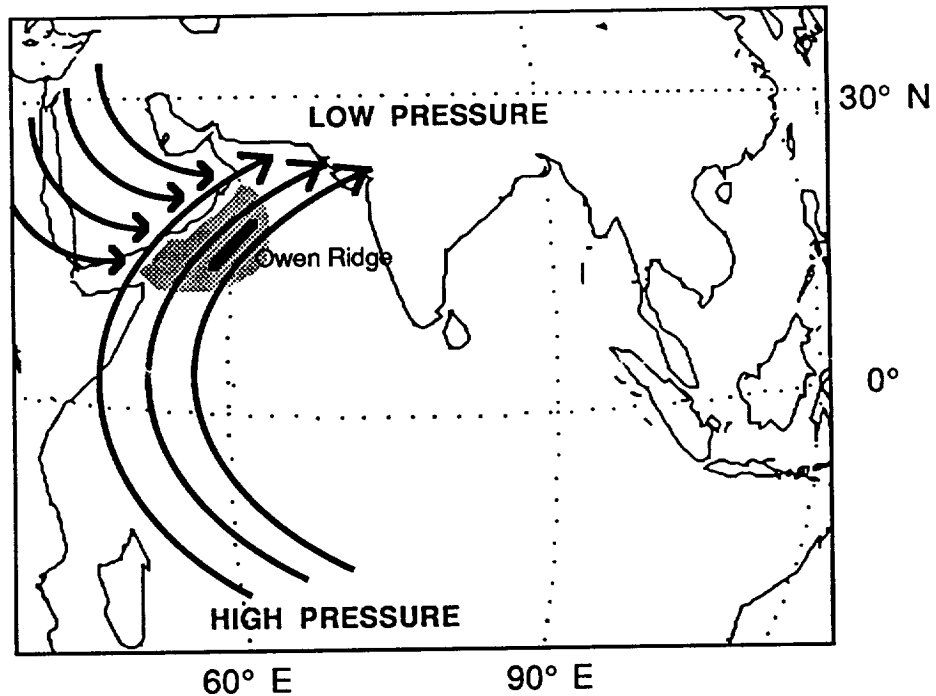 30° N
LOW PRESSURE
Owen Ridge
0°
HIGH PRESSURE
60° E
90° E